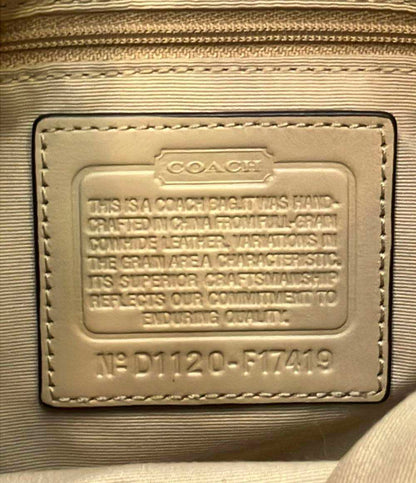 COACH
THIS IS A COACH BAG. IT WAS HAND-
CRAFTED IN CHINA FROM FULL-GRAIN
COWHIDE LEATHER. VARIATIONS IN
THE GRAIN ARE A CHARACTERISTIC.
ITS SUPERIOR CRAFTSMANSHIP
REFLECTS OUR COMMITMENT TO
ENDURING QUALITY.
Nº D1120-F17419